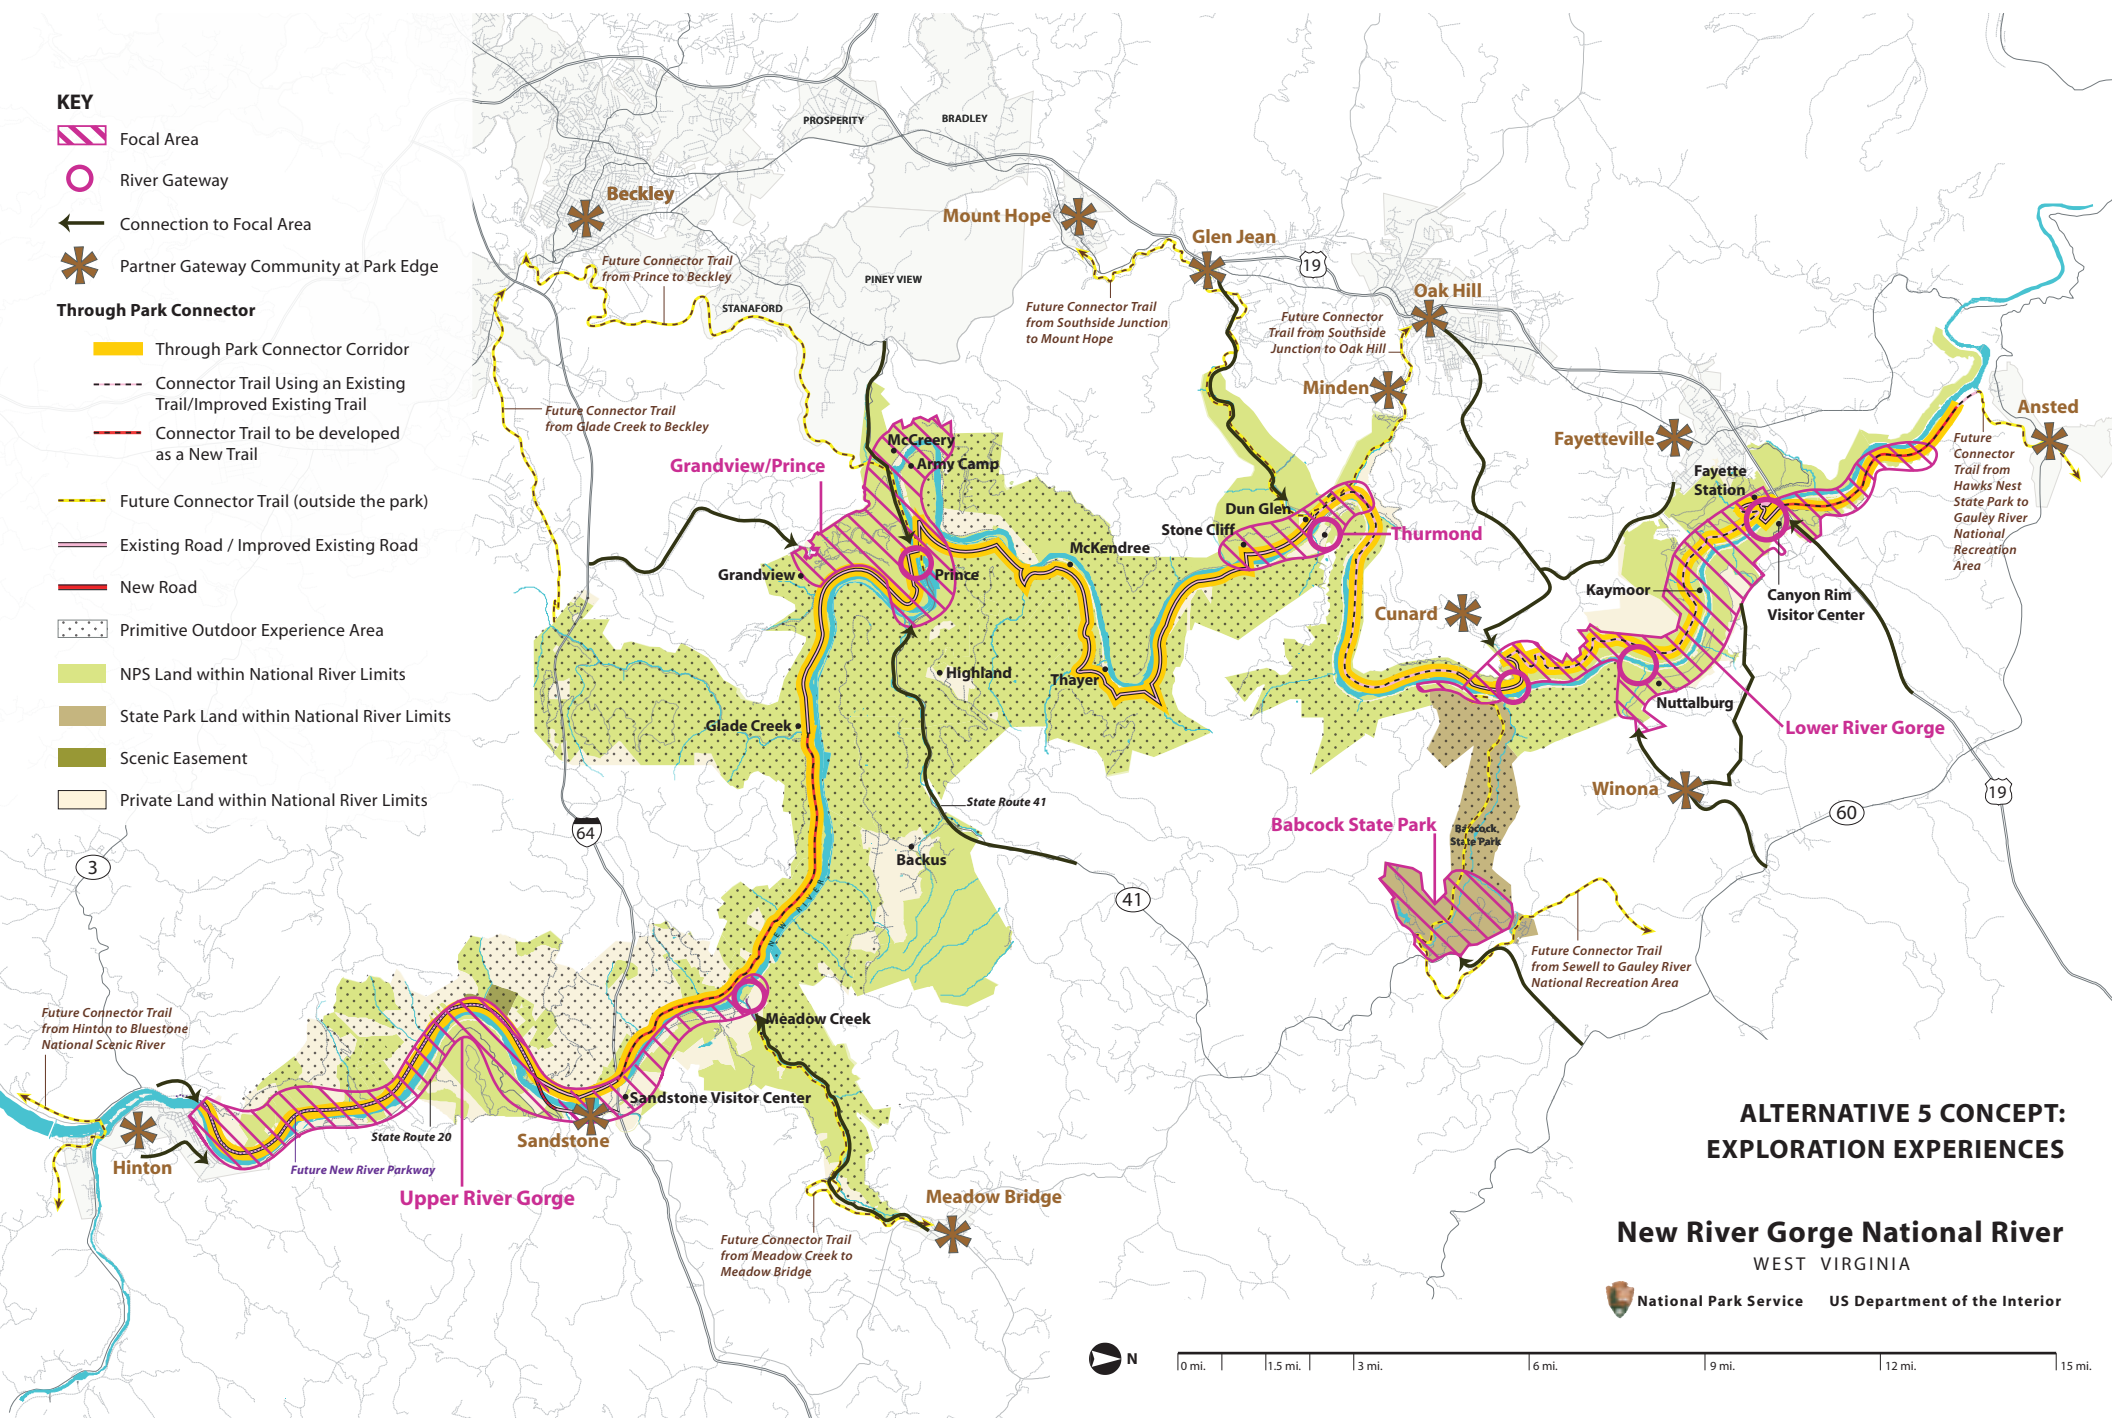 KEY
Focal Area
River Gateway
Connection to Focal Area
Partner Gateway Community at Park Edge
Through Park Connector
Through Park Connector Corridor
Connector Trail Using an Existing
Trail/Improved Existing Trail
Connector Trail to be developed
as a New Trail
Future Connector Trail (outside the park)
Existing Road / Improved Existing Road
New Road
Primitive Outdoor Experience Area
NPS Land within National River Limits
State Park Land within National River Limits
Scenic Easement
Private Land within National River Limits
PROSPERITY
BRADLEY
Beckley
Mount Hope
Glen Jean
19
Future Connector Trail
from Prince to Beckley
PINEY VIEW
STANAFORD
Future Connector Trail
from Southside Junction
to Mount Hope
Future Connector
Trail from Southside
Junction to Oak Hill
Oak Hill
Minden
Future Connector Trail
from Glade Creek to Beckley
Fayetteville
Ansted
McCreery
Army Camp
Grandview/Prince
Fayette
Station
Future
Connector
Trail from
Hawks Nest
State Park to
Gauley River
National
Recreation
Area
Dun Glen
Stone Cliff
Thurmond
McKendree
Grandview
Prince
Kaymoor
Canyon Rim
Visitor Center
Cunard
Highland
Thayer
Nuttalburg
Glade Creek
Lower River Gorge
Winona
19
60
State Route 41
64
Babcock State Park
Babcock
State Park
3
Backus
41
NEW RIVER
Future Connector Trail
from Sewell to Gauley River
National Recreation Area
Future Connector Trail
from Hinton to Bluestone
National Scenic River
Meadow Creek
Sandstone Visitor Center
State Route 20
Sandstone
Hinton
Future New River Parkway
Upper River Gorge
Meadow Bridge
Future Connector Trail
from Meadow Creek to
Meadow Bridge
ALTERNATIVE 5 CONCEPT:
EXPLORATION EXPERIENCES
New River Gorge National River
WEST VIRGINIA
National Park Service US Department of the Interior
N
0 mi. 1.5 mi. 3 mi. 6 mi. 9 mi. 12 mi. 15 mi.